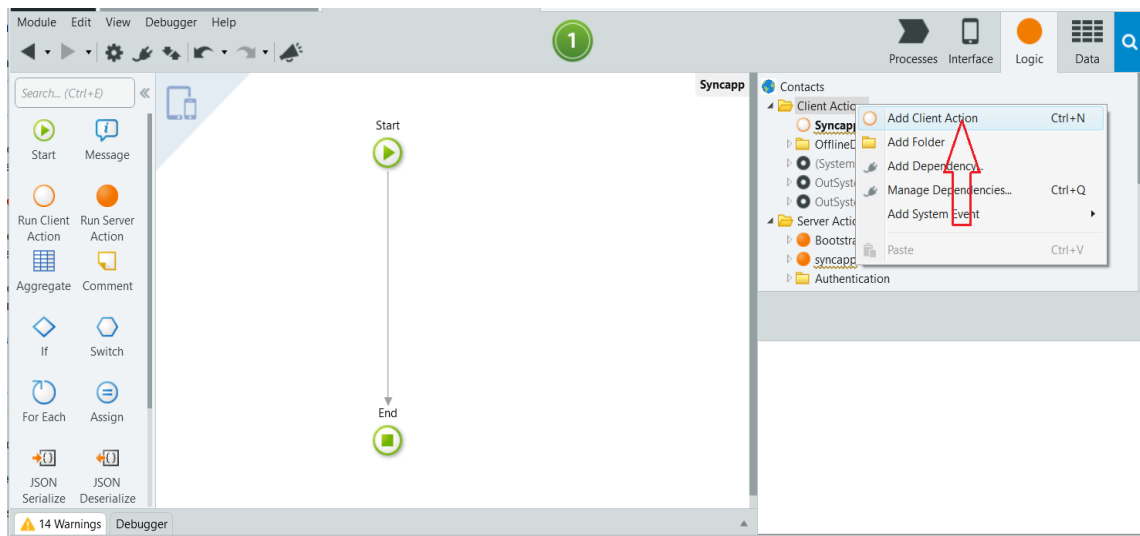 Module Edit View Debugger Help
1
Processes Interface Logic Data
Search... (Ctrl+E)
Start Message
Run Client Action
Run Server Action
Aggregate Comment
If Switch
For Each Assign
JSON Serialize
JSON Deserialize
Syncapp
Start
End
Contacts
Client Actio
Syncapp
OfflineD
(System
OutSyst
OutSyst
Server Actio
Bootstra
syncapp
Authentication
Add Client Action Ctrl+N
Add Folder
Add Dependency...
Manage Dependencies... Ctrl+Q
Add System Event
Paste Ctrl+V
14 Warnings Debugger